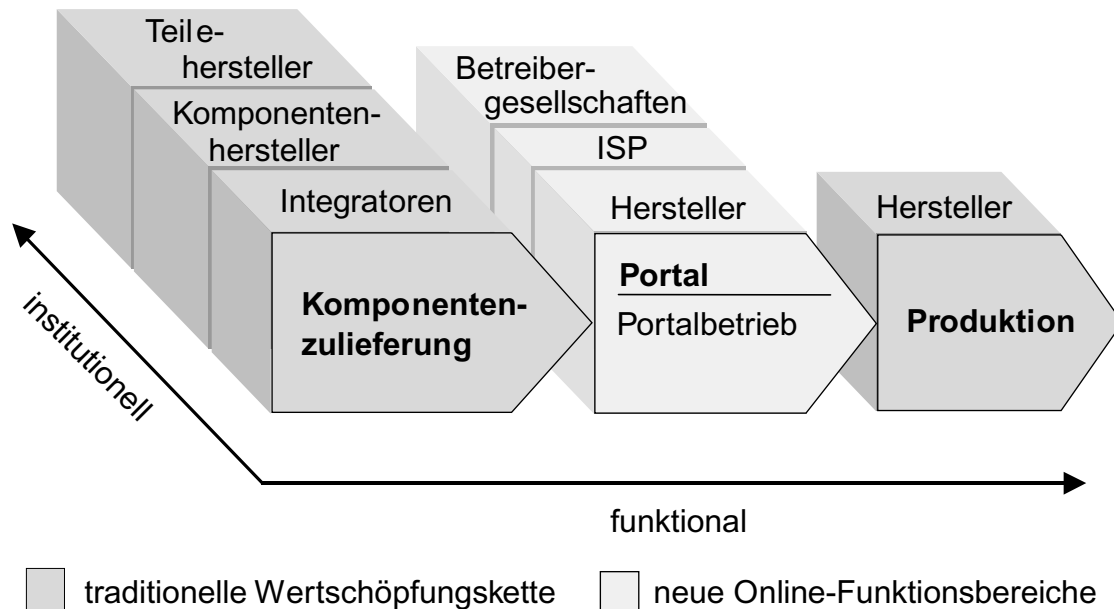 Teile-
hersteller
Komponenten-
hersteller
Integratoren
Komponenten-
zulieferung
Betreiber-
gesellschaften
ISP
Hersteller
Portal
Portalbetrieb
Hersteller
Produktion
institutionell
funktional
traditionelle Wertschöpfungskette
neue Online-Funktionsbereiche